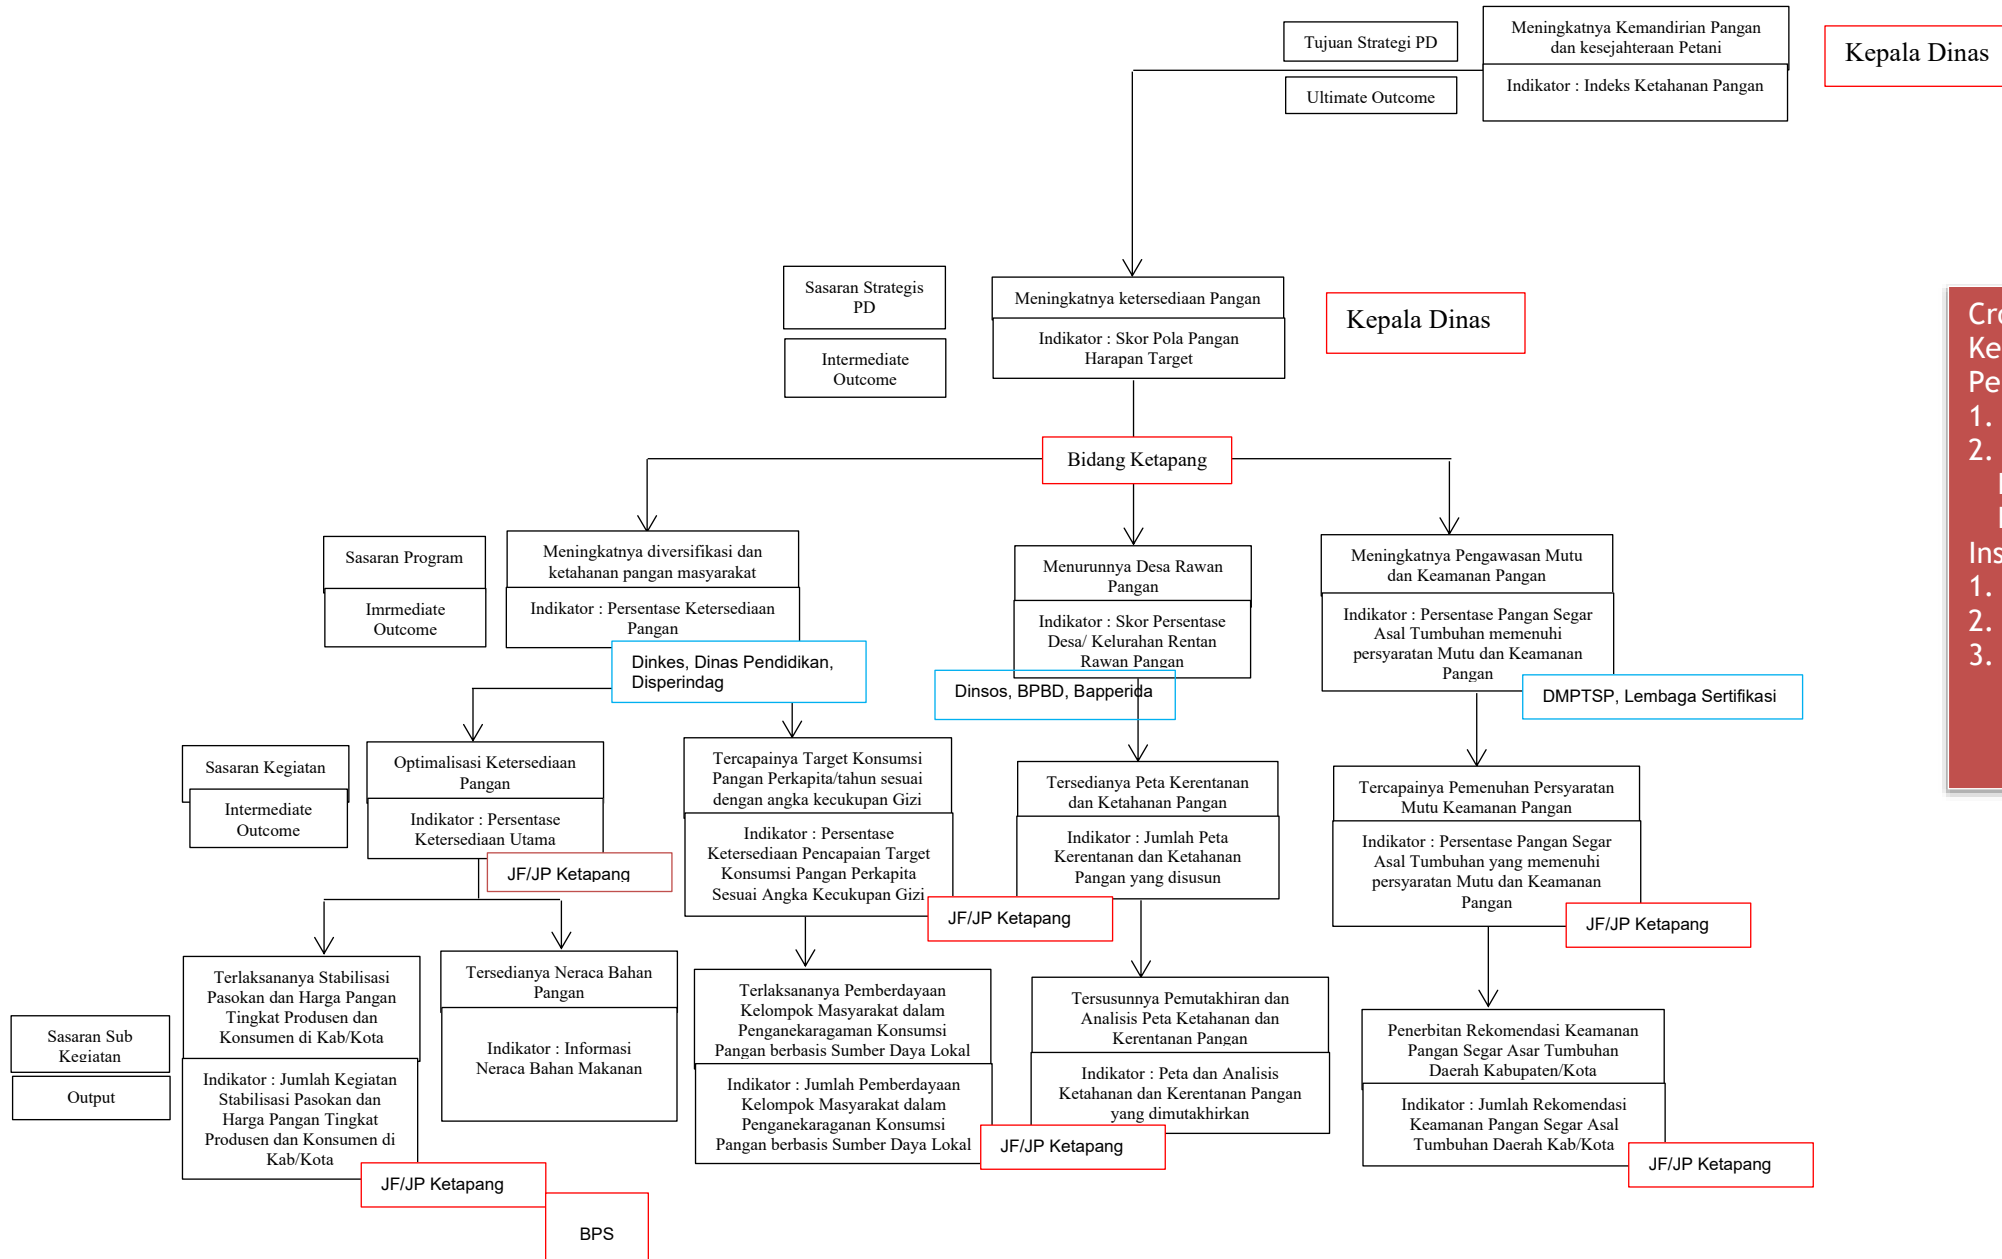 Tujuan Strategi PD
Meningkatnya Kemandirian Pangan
dan kesejahteraan Petani
Kepala Dinas
Ultimate Outcome
Indikator : Indeks Ketahanan Pangan
Sasaran Strategis
PD
Meningkatnya ketersediaan Pangan
Kepala Dinas
Intermediate
Outcome
Indikator : Skor Pola Pangan
Harapan Target
1.
2.
1.
2.
3.
Bidang Ketapang
Sasaran Program
Meningkatnya diversifikasi dan
ketahanan pangan masyarakat
Menurunnya Desa Rawan
Pangan
Meningkatnya Pengawasan Mutu
dan Keamanan Pangan
Imrmediate
Outcome
Indikator : Persentase Ketersediaan
Pangan
Indikator : Skor Persentase
Desa/ Kelurahan Rentan
Rawan Pangan
Indikator : Persentase Pangan Segar
Asal Tumbuhan memenuhi
persyaratan Mutu dan Keamanan
Pangan
Dinkes, Dinas Pendidikan,
Disperindag
Dinsos, BPBD, Bapperida
DMPTSP, Lembaga Sertifikasi
Sasaran Kegiatan
Optimalisasi Ketersediaan
Pangan
Tercapainya Target Konsumsi
Pangan Perkapita/tahun sesuai
dengan angka kecukupan Gizi
Tersedianya Peta Kerentanan
dan Ketahanan Pangan
Tercapainya Pemenuhan Persyaratan
Mutu Keamanan Pangan
Intermediate
Outcome
Indikator : Persentase
Ketersediaan Utama
Indikator : Persentase
Ketersediaan Pencapaian Target
Konsumsi Pangan Perkapita
Sesuai Angka Kecukupan Gizi
Indikator : Jumlah Peta
Kerentanan dan Ketahanan
Pangan yang disusun
Indikator : Persentase Pangan Segar
Asal Tumbuhan yang memenuhi
persyaratan Mutu dan Keamanan
Pangan
JF/JP Ketapang
JF/JP Ketapang
JF/JP Ketapang
Sasaran Sub
Kegiatan
Terlaksananya Stabilisasi
Pasokan dan Harga Pangan
Tingkat Produsen dan
Konsumen di Kab/Kota
Tersedianya Neraca Bahan
Pangan
Terlaksananya Pemberdayaan
Kelompok Masyarakat dalam
Penganekaragaman Konsumsi
Pangan berbasis Sumber Daya Lokal
Tersusunnya Pemutakhiran dan
Analisis Peta Ketahanan dan
Kerentanan Pangan
Penerbitan Rekomendasi Keamanan
Pangan Segar Asar Tumbuhan
Daerah Kabupaten/Kota
Output
Indikator : Jumlah Kegiatan
Stabilisasi Pasokan dan
Harga Pangan Tingkat
Produsen dan Konsumen di
Kab/Kota
Indikator : Informasi
Neraca Bahan Makanan
Indikator : Jumlah Pemberdayaan
Kelompok Masyarakat dalam
Penganekaraganan Konsumsi
Pangan berbasis Sumber Daya Lokal
Indikator : Peta dan Analisis
Ketahanan dan Kerentanan Pangan
yang dimutakhirkan
Indikator : Jumlah Rekomendasi
Keamanan Pangan Segar Asal
Tumbuhan Daerah Kab/Kota
JF/JP Ketapang
JF/JP Ketapang
JF/JP Ketapang
BPS